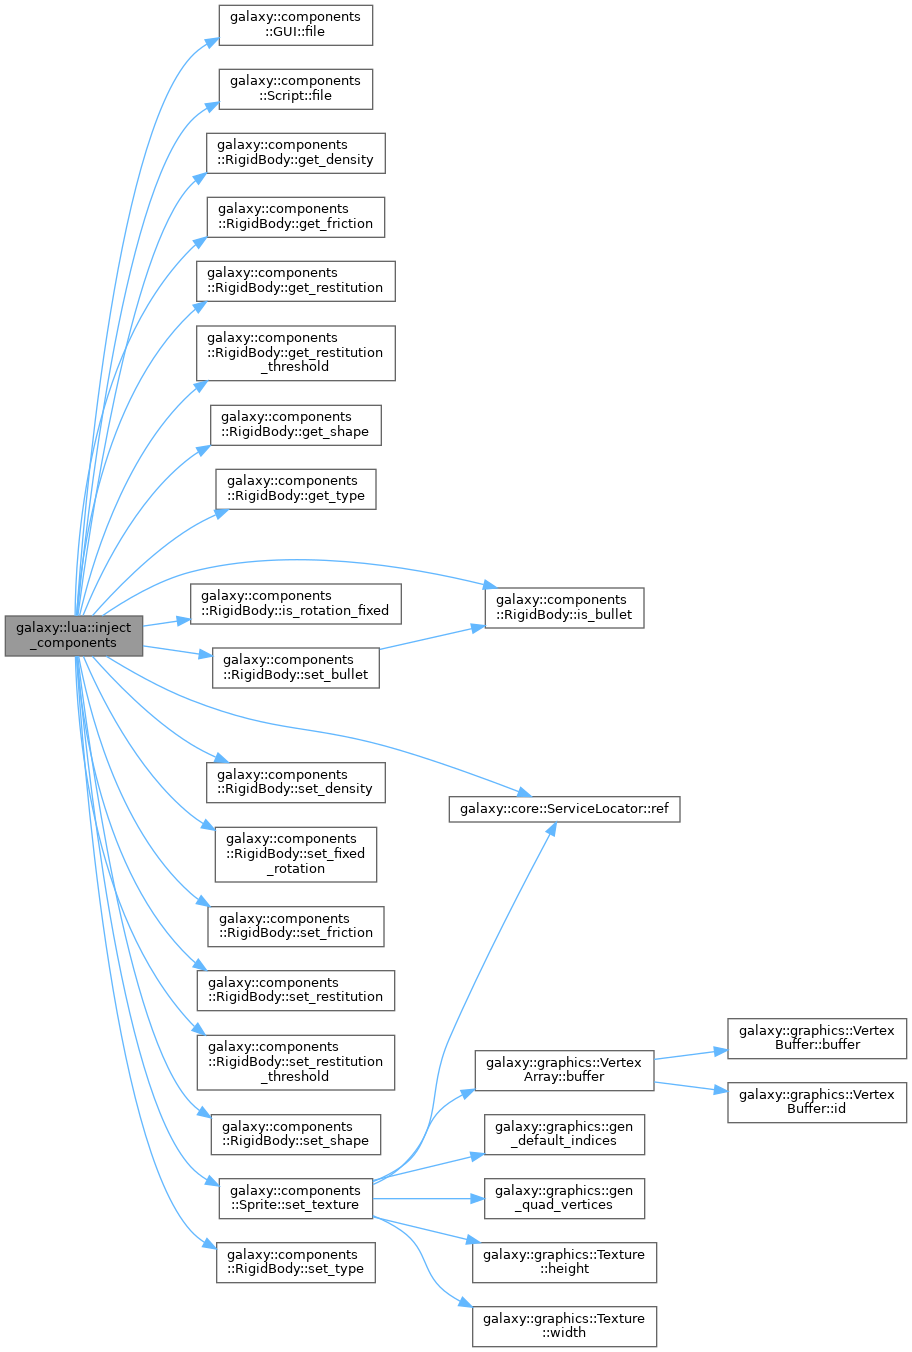 galaxy::components
::GUI::file
galaxy::components
::Script::file
galaxy::components
::RigidBody::get_density
galaxy::components
::RigidBody::get_friction
galaxy::components
::RigidBody::get_restitution
galaxy::components
::RigidBody::get_restitution
_threshold
galaxy::components
::RigidBody::get_shape
galaxy::components
::RigidBody::get_type
galaxy::components
::RigidBody::is_rotation_fixed
galaxy::components
::RigidBody::is_bullet
galaxy::lua::inject
_components
galaxy::components
::RigidBody::set_bullet
galaxy::components
::RigidBody::set_density
galaxy::core::ServiceLocator::ref
galaxy::components
::RigidBody::set_fixed
_rotation
galaxy::components
::RigidBody::set_friction
galaxy::components
::RigidBody::set_restitution
galaxy::components
::RigidBody::set_restitution
_threshold
galaxy::graphics::Vertex
Array::buffer
galaxy::graphics::Vertex
Buffer::buffer
galaxy::graphics::Vertex
Buffer::id
galaxy::components
::RigidBody::set_shape
galaxy::graphics::gen
_default_indices
galaxy::components
::Sprite::set_texture
galaxy::graphics::gen
_quad_vertices
galaxy::components
::RigidBody::set_type
galaxy::graphics::Texture
::height
galaxy::graphics::Texture
::width